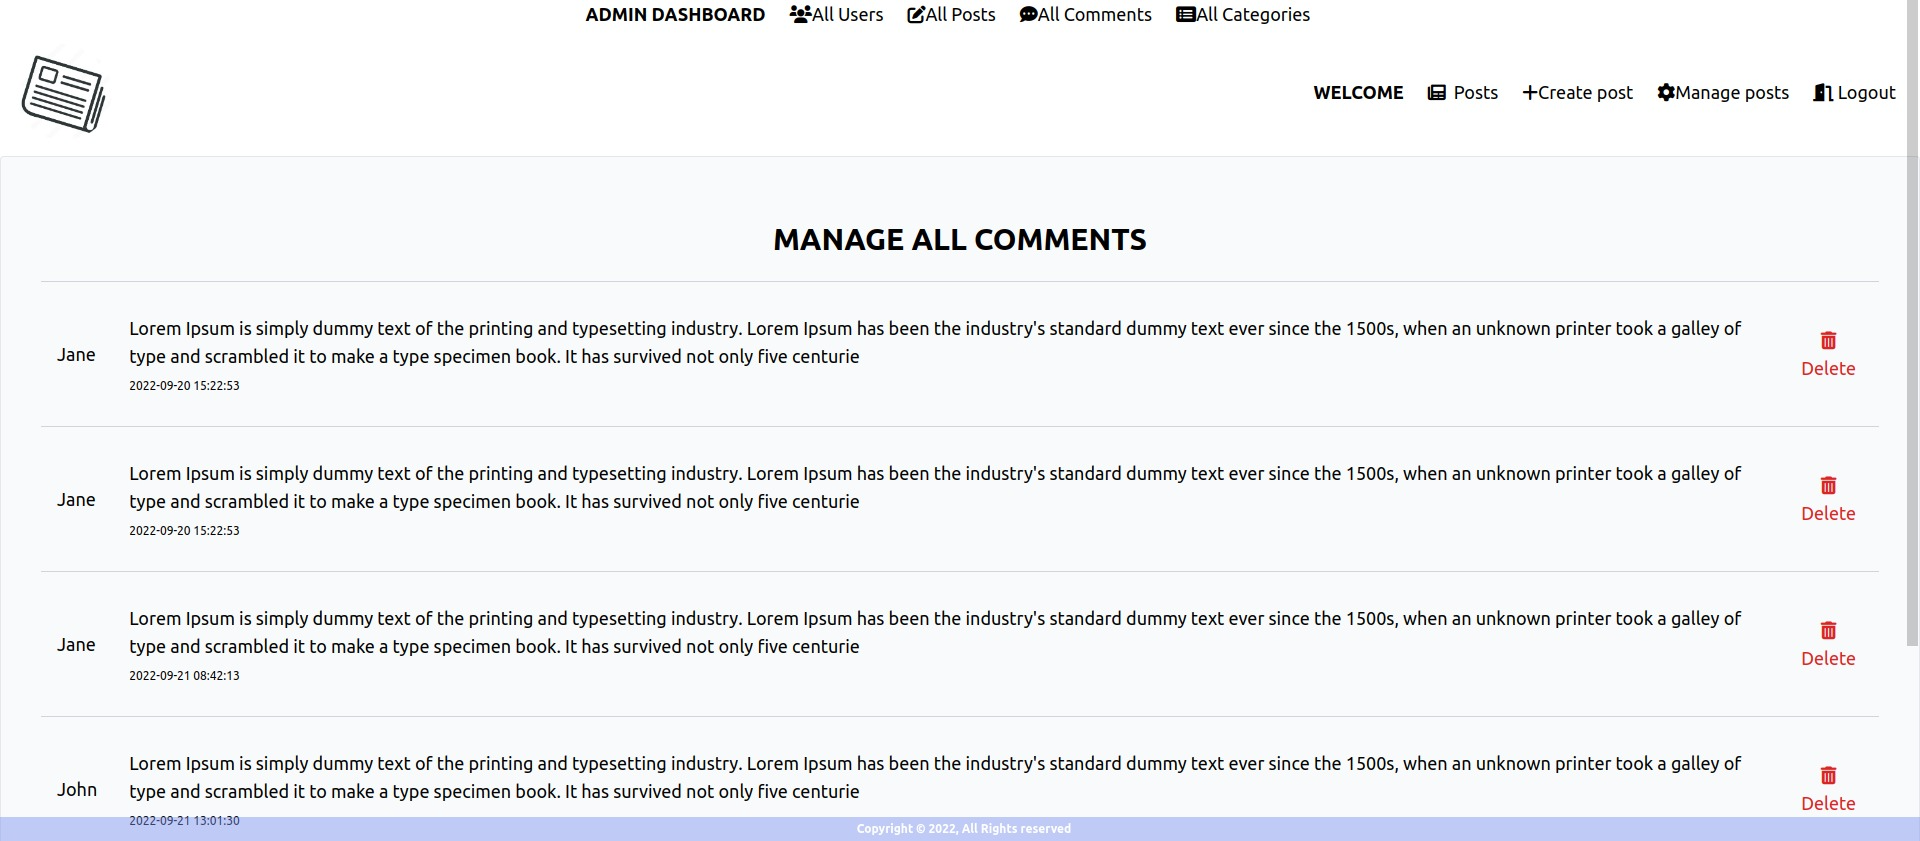 ADMIN DASHBOARD All Users All Posts All Comments All Categories
WELCOME Posts Create post Manage posts Logout
MANAGE ALL COMMENTS
Jane
Lorem Ipsum is simply dummy text of the printing and typesetting industry. Lorem Ipsum has been the industry's standard dummy text ever since the 1500s, when an unknown printer took a galley of
type and scrambled it to make a type specimen book. It has survived not only five centurie
2022-09-20 15:22:53
Delete
Jane
Lorem Ipsum is simply dummy text of the printing and typesetting industry. Lorem Ipsum has been the industry's standard dummy text ever since the 1500s, when an unknown printer took a galley of
type and scrambled it to make a type specimen book. It has survived not only five centurie
2022-09-20 15:22:53
Delete
Jane
Lorem Ipsum is simply dummy text of the printing and typesetting industry. Lorem Ipsum has been the industry's standard dummy text ever since the 1500s, when an unknown printer took a galley of
type and scrambled it to make a type specimen book. It has survived not only five centurie
2022-09-21 08:42:13
Delete
John
Lorem Ipsum is simply dummy text of the printing and typesetting industry. Lorem Ipsum has been the industry's standard dummy text ever since the 1500s, when an unknown printer took a galley of
type and scrambled it to make a type specimen book. It has survived not only five centurie
2022-09-21 13:01:30
Delete
Copyright © 2022, All Rights reserved